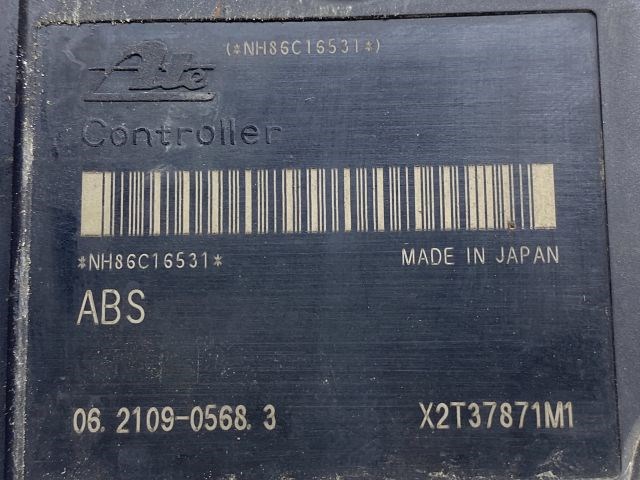 (*NH86C16531*)
Ate
Controller
*NH86C16531*
MADE IN JAPAN
ABS
06.2109-0568.3
X2T37871M1